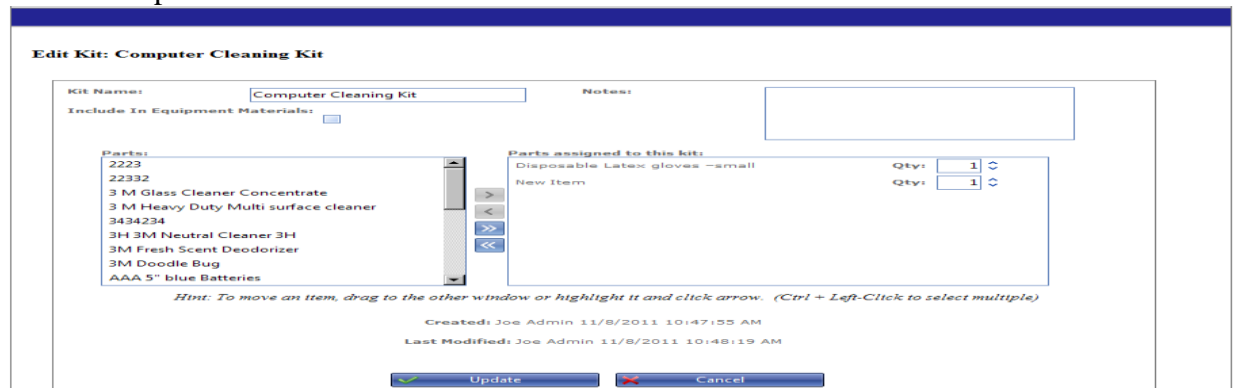 Edit Kit: Computer Cleaning Kit
Kit Name: Computer Cleaning Kit Notes:
Include In Equipment Materials:
Parts: Parts assigned to this kit:
2223
22332
3 M Glass Cleaner Concentrate
3 M Heavy Duty Multi surface cleaner
3434234
3H 3M Neutral Cleaner 3H
3M Fresh Scent Deodorizer
3M Doodle Bug
AAA 5" blue Batteries
>
<
>>
<<
Disposable Latex gloves -small Qty: 1
New Item Qty: 1
Hint: To move an item, drag to the other window or highlight it and click arrow. (Ctrl + Left-Click to select multiple)
Created: Joe Admin 11/8/2011 10:47:55 AM
Last Modified: Joe Admin 11/8/2011 10:48:19 AM
Update Cancel